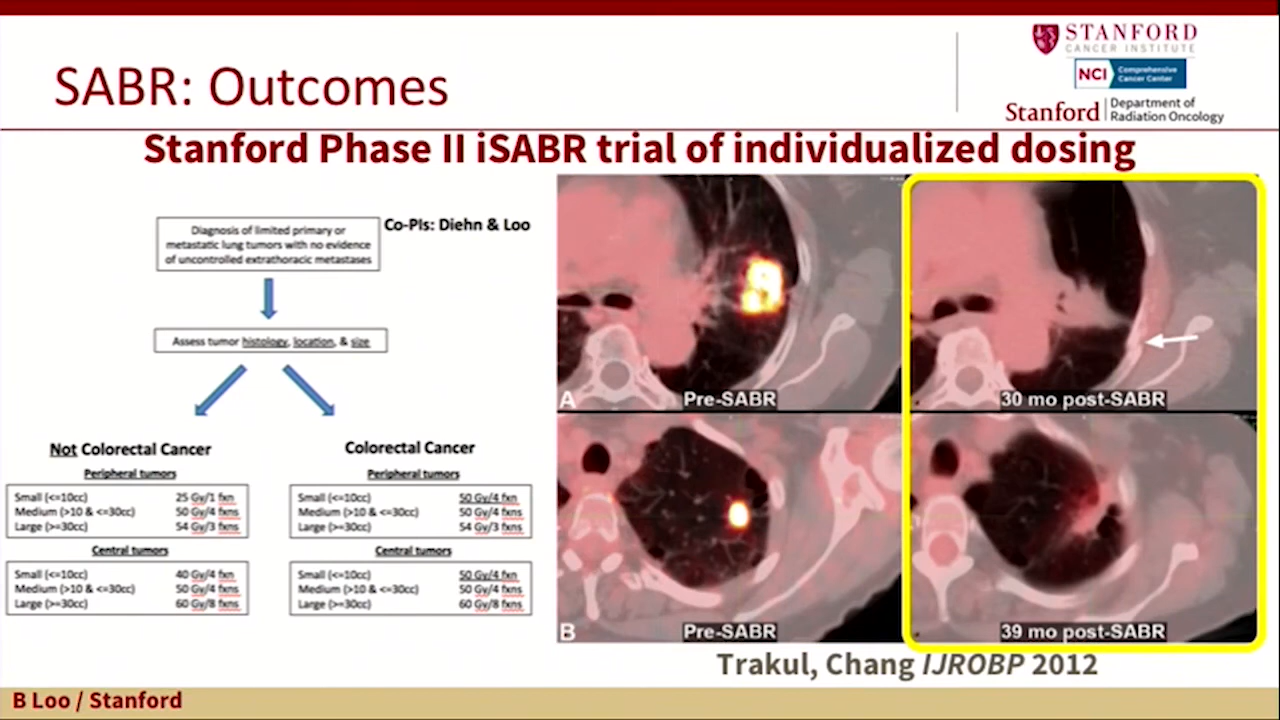 STANFORD
CANCER INSTITUTE
NCI Comprehensive Cancer Center
Stanford Department of Radiation Oncology
SABR: Outcomes
Stanford Phase II iSABR trial of individualized dosing
Co-PIs: Diehn & Loo
Diagnosis of limited primary or
metastatic lung tumors with no evidence
of uncontrolled extrathoracic metastases
Assess tumor histology, location, & size
Not Colorectal Cancer
Peripheral tumors
Small (<=10cc) 25 Gy/1 fxn
Medium (>10 & <=30cc) 50 Gy/4 fxns
Large (>=30cc) 54 Gy/3 fxns
Central tumors
Small (<=10cc) 40 Gy/4 fxn
Medium (>10 & <=30cc) 50 Gy/4 fxns
Large (>=30cc) 60 Gy/8 fxns
Colorectal Cancer
Peripheral tumors
Small (<=10cc) 50 Gy/4 fxn
Medium (>10 & <=30cc) 50 Gy/4 fxns
Large (>=30cc) 54 Gy/3 fxns
Central tumors
Small (<=10cc) 50 Gy/4 fxn
Medium (>10 & <=30cc) 50 Gy/4 fxns
Large (>=30cc) 60 Gy/8 fxns
A
Pre-SABR
30 mo post-SABR
B
Pre-SABR
39 mo post-SABR
Trakul, Chang IJROBP 2012
B Loo / Stanford